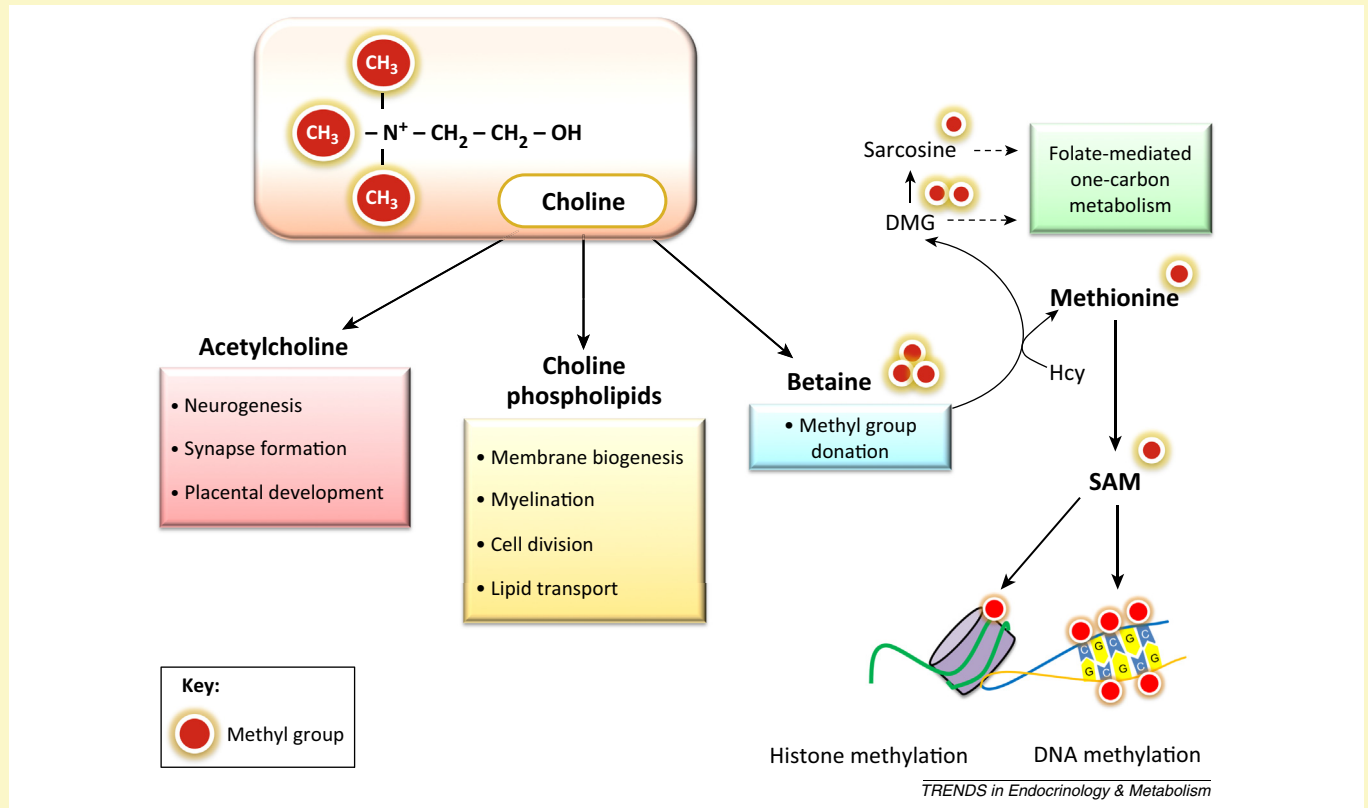 CH3
CH3 – N+ – CH2 – CH2 – OH
CH3
Choline
Sarcosine
DMG
Folate-mediated
one-carbon
metabolism
Methionine
Hcy
Acetylcholine
• Neurogenesis
• Synapse formation
• Placental development
Choline
phospholipids
• Membrane biogenesis
• Myelination
• Cell division
• Lipid transport
Betaine
• Methyl group
donation
SAM
C G C G C
G C G C G
Key:
Methyl group
Histone methylation
DNA methylation
TRENDS in Endocrinology & Metabolism